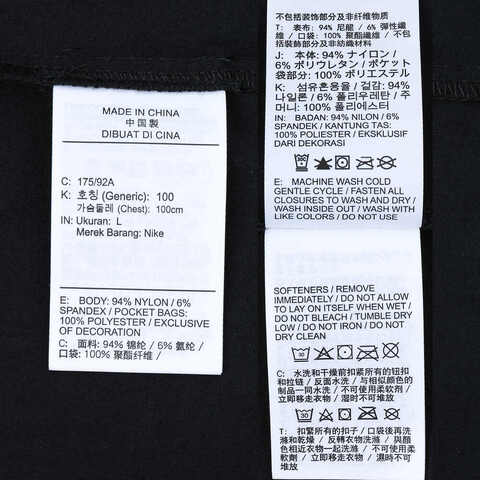 MADE IN CHINA
中国製
DIBUAT DI CINA
C: 175/92A
K: 호칭 (Generic): 100
가슴둘레 (Chest): 100cm
IN: Ukuran: L
Merek Barang: Nike
E: BODY: 94% NYLON / 6%
SPANDEX / POCKET BAGS:
100% POLYESTER / EXCLUSIVE
OF DECORATION
C: 面料: 94% 锦纶 / 6% 氨纶 /
口袋: 100% 聚酯纤维 /
不包括装饰部分及非纤维物质
T: 表布: 94% 尼龍 / 6% 彈性纖
維 / 口袋: 100% 聚酯纖維 / 不
包括裝飾部分及非紡織材料
J: 本体: 94% ナイロン /
6% ポリウレタン / ポケット
袋部分: 100% ポリエステル
K: 섬유혼용율 / 겉감: 94%
나일론 / 6% 폴리우레탄 / 주
머니: 100% 폴리에스터
IN: BADAN: 94% NILON / 6%
SPANDEK / KANTUNG TAS:
100% POLIESTER / EKSKLUSIF
DARI DEKORASI
E: MACHINE WASH COLD
GENTLE CYCLE / FASTEN ALL
CLOSURES TO WASH AND DRY /
WASH INSIDE OUT / WASH WITH
LIKE COLORS / DO NOT USE
SOFTENERS / REMOVE
IMMEDIATELY / DO NOT ALLOW
TO LAY ON ITSELF WHEN WET /
DO NOT BLEACH / TUMBLE DRY
LOW / DO NOT IRON / DO NOT
DRY CLEAN
C: 水洗和干燥前扣紧所有的钮扣
和拉链 / 反面水洗 / 与相似颜色的
制品一同水洗 / 不可使用柔软剂 /
立即移走衣物 / 湿时不可堆放
T: 扣緊所有的扣子 / 口袋後再洗
滌和乾燥 / 反轉衣物洗滌 / 與顏
色相近衣物一起洗滌 / 不可使用
柔軟劑 / 立即移走衣物 / 濕時不可